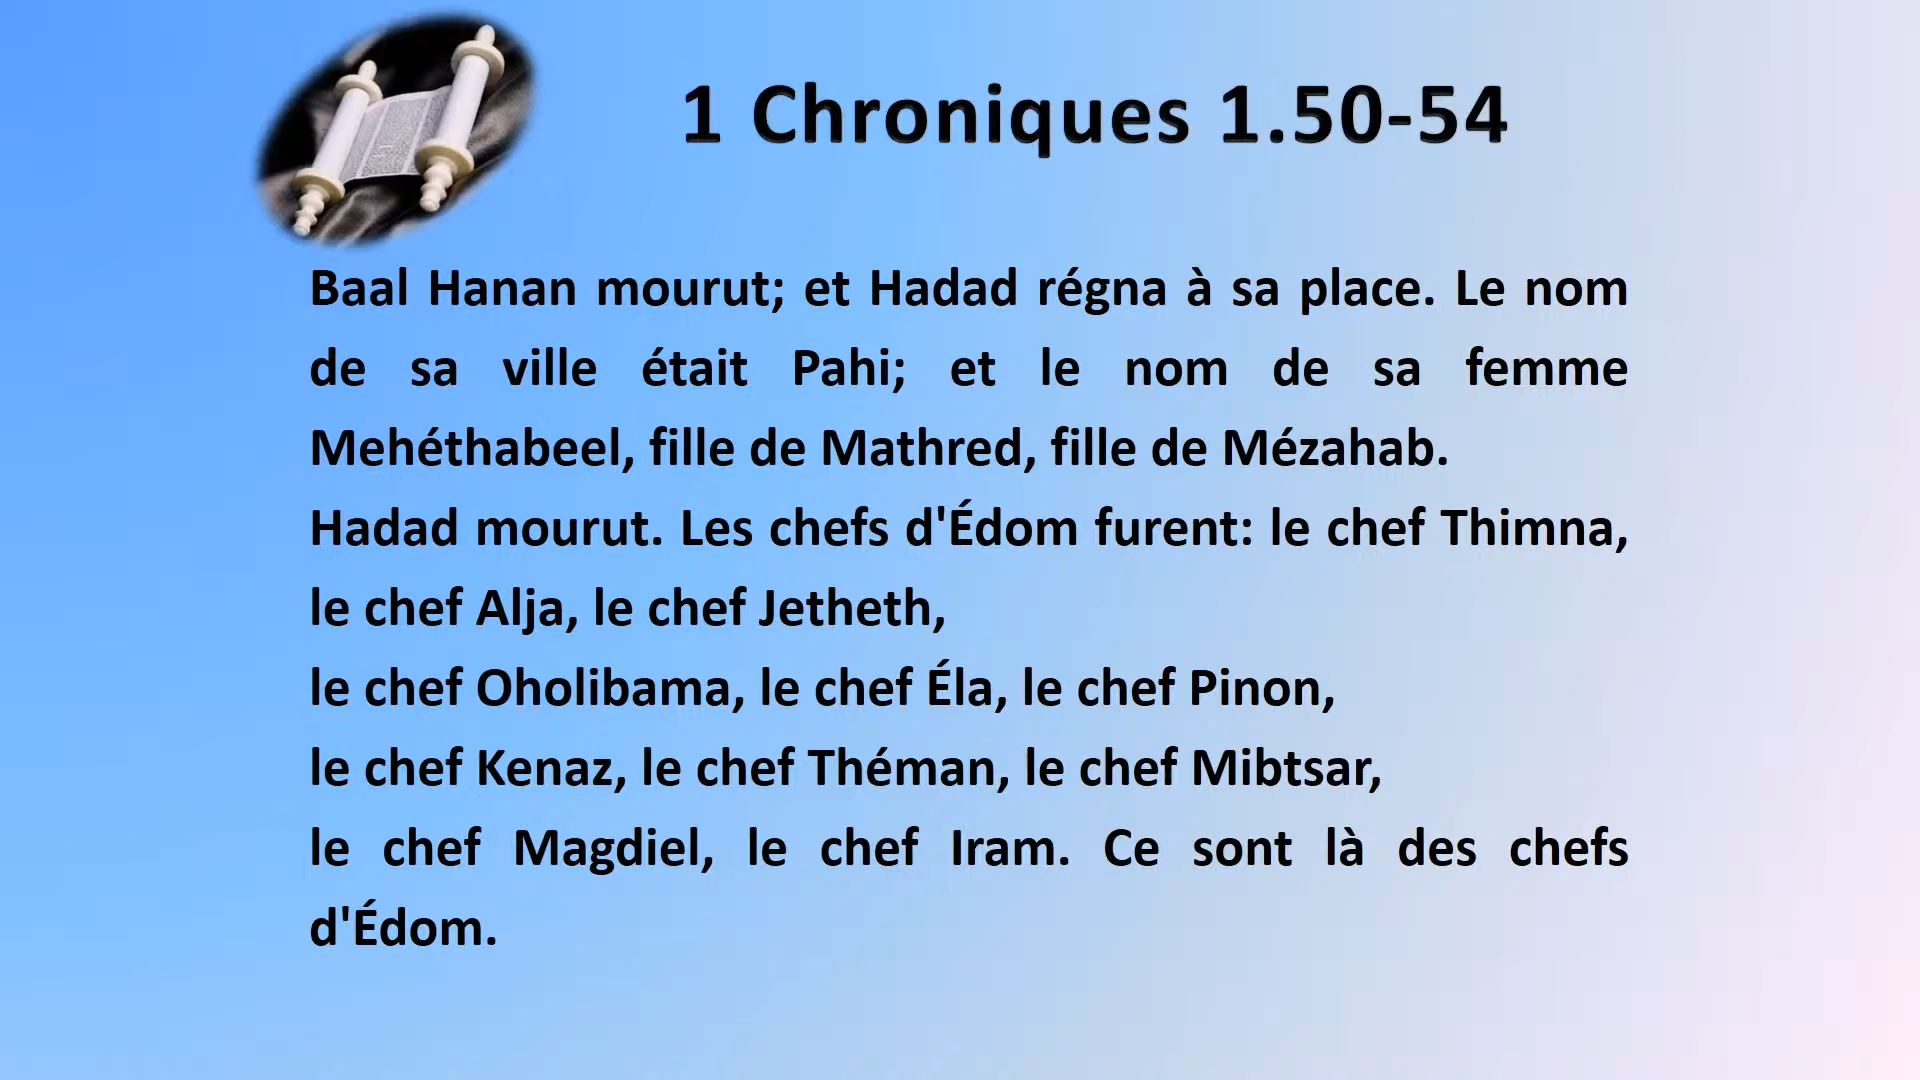 1 Chroniques 1.50-54
Baal Hanan mourut; et Hadad régna à sa place. Le nom
de sa ville était Pahi; et le nom de sa femme
Mehéthabeel, fille de Mathred, fille de Mézahab.
Hadad mourut. Les chefs d'Édom furent: le chef Thimna,
le chef Alja, le chef Jetheth,
le chef Oholibama, le chef Éla, le chef Pinon,
le chef Kenaz, le chef Théman, le chef Mibtsar,
le chef Magdiel, le chef Iram. Ce sont là des chefs
d'Édom.